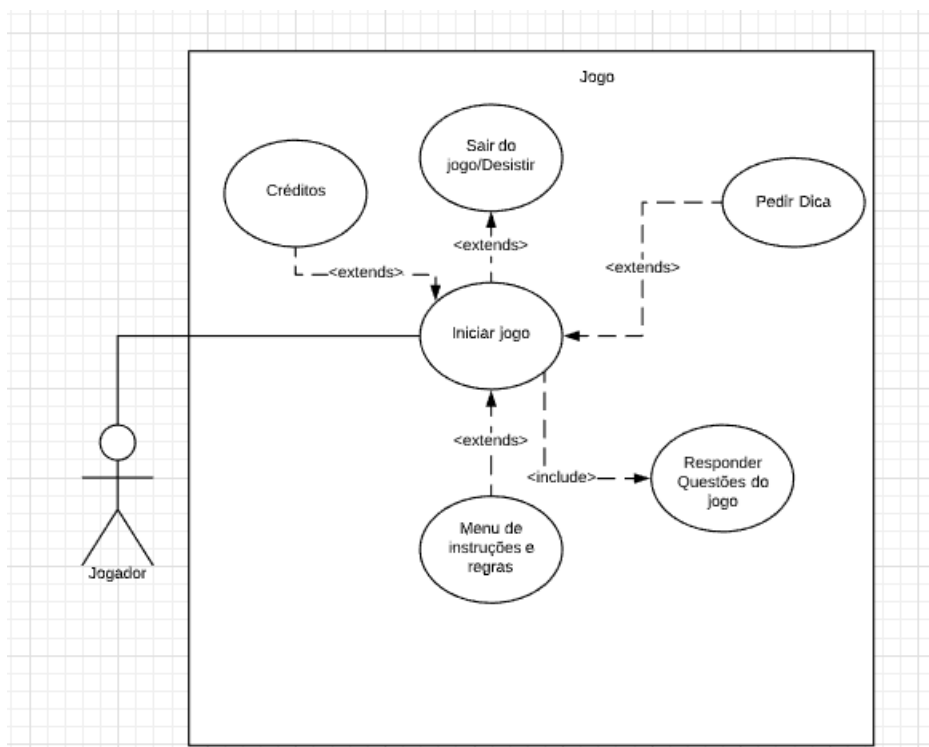 Jogo
Sair do
jogo/Desistir
Créditos
Pedir Dica
<extends>
<extends>
<extends>
Iniciar jogo
<extends>
<include>
Responder
Questões do
jogo
Menu de
instruções e
regras
Jogador